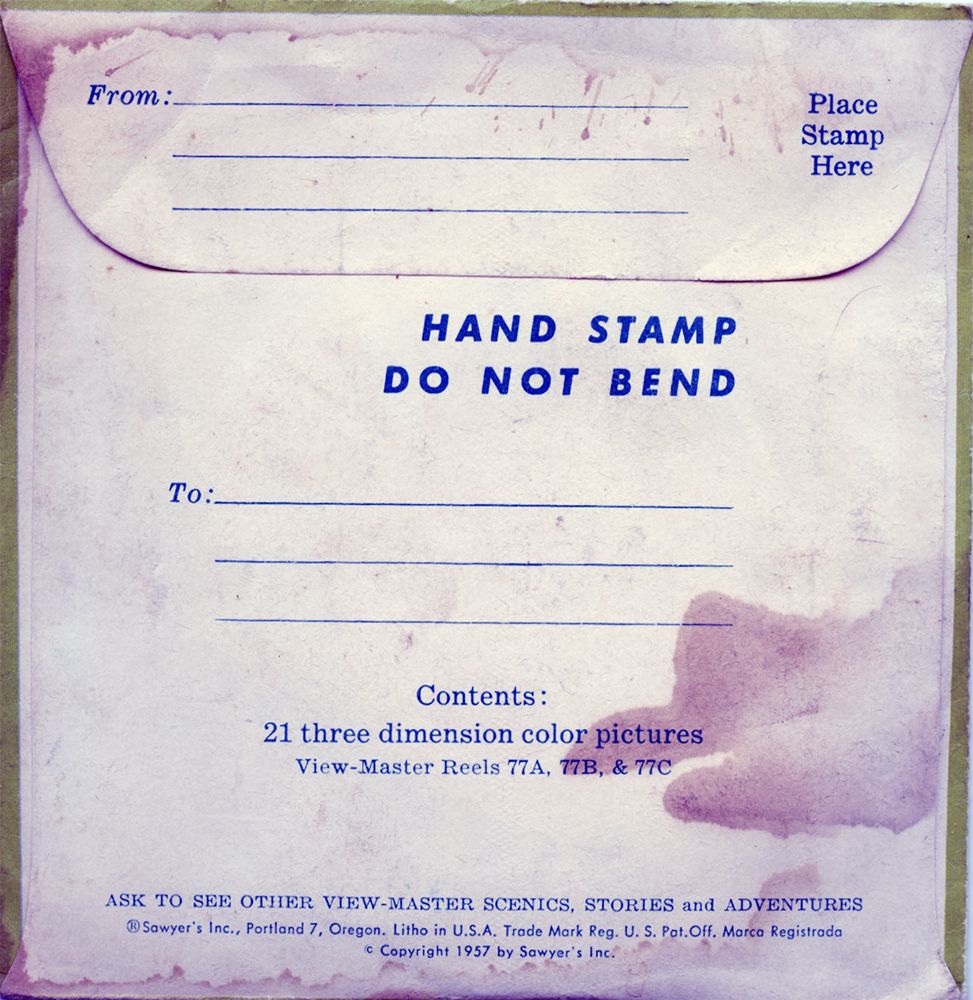 From:
Place
Stamp
Here
HAND STAMP
DO NOT BEND
To:
Contents:
21 three dimension color pictures
View-Master Reels 77A, 77B, & 77C
ASK TO SEE OTHER VIEW-MASTER SCENICS, STORIES and ADVENTURES
®Sawyer's Inc., Portland 7, Oregon. Litho in U.S.A. Trade Mark Reg. U. S. Pat.Off. Marca Registrada
© Copyright 1957 by Sawyer's Inc.